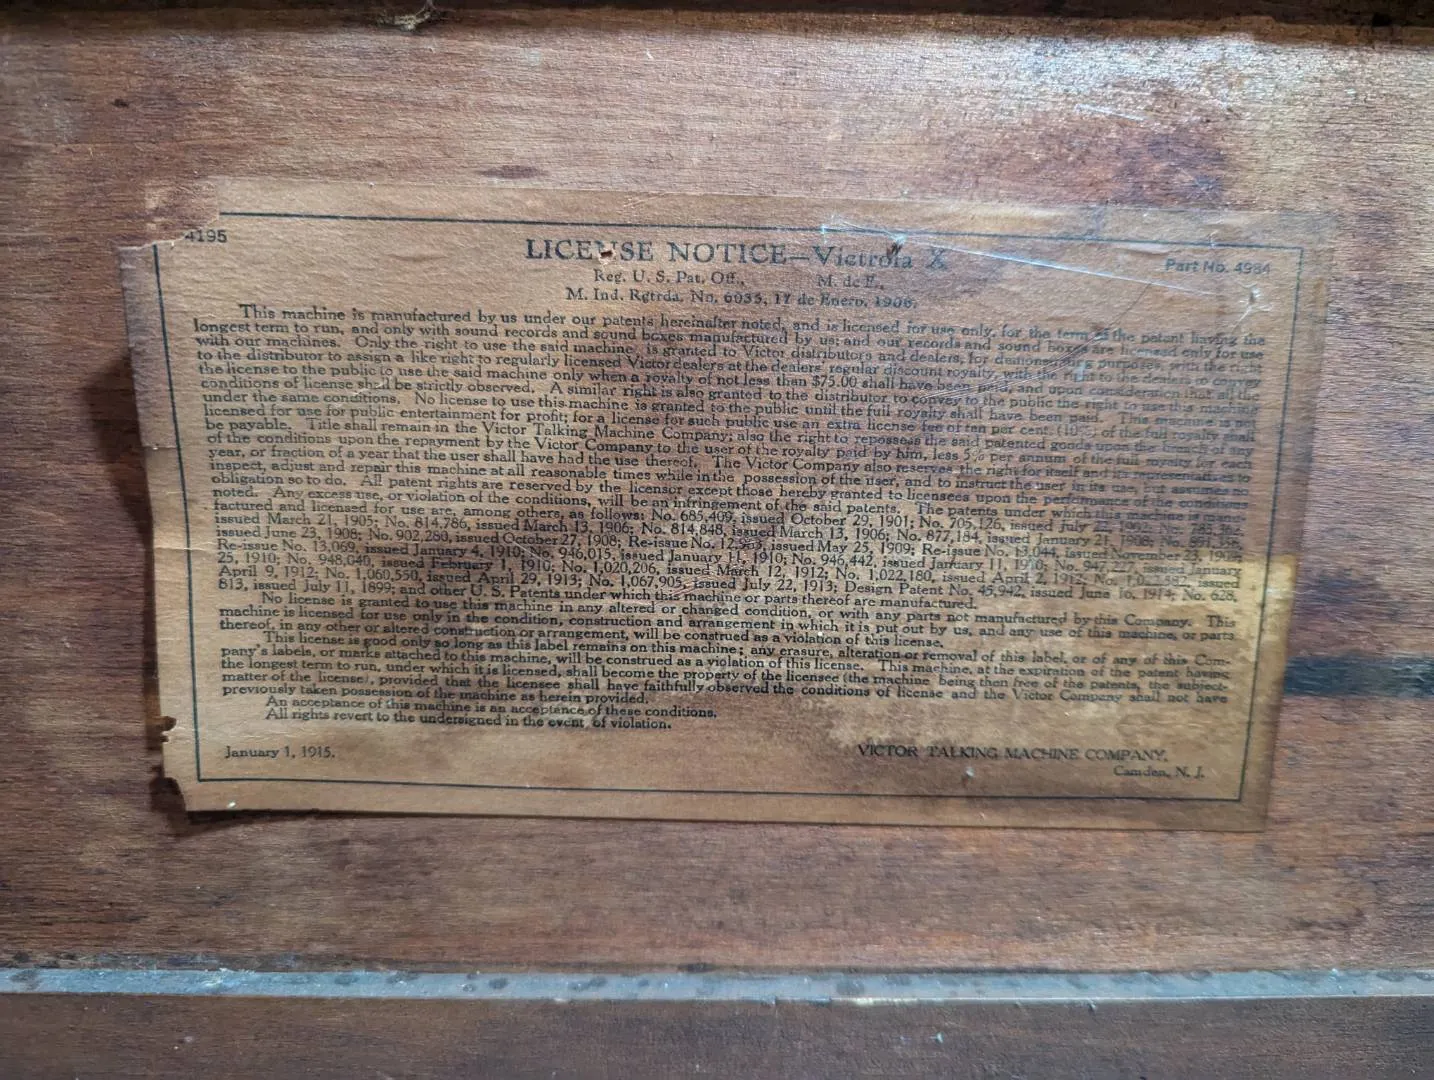 4195
LICENSE NOTICE—Victrola X
Part No. 4984
Reg. U. S. Pat. Off., M. de F.,
M. Ind. Rgtrda. No. 6033, 17 de Enero, 1906.
This machine is manufactured by us under our patents hereinafter noted, and is licensed for use only, for the term of the patent having the
longest term to run, and only with sound records and sound boxes manufactured by us; and our records and sound boxes are licensed only for use
with our machines. Only the right to use the said machine is granted to Victor distributors and dealers, for demonstrating purposes, with the right
to the distributor to assign a like right to regularly licensed Victor dealers at the dealers' regular discount royalty, with the right to the dealers to convey
the license to the public to use the said machine only when a royalty of not less than $75.00 shall have been paid, and upon consideration that all the
conditions of license shall be strictly observed. A similar right is also granted to the distributor to convey to the public the right to use this machine
under the same conditions. No license to use this machine is granted to the public until the full royalty shall have been paid. This machine is not
licensed for use for public entertainment for profit; for a license for such public use an extra license fee of ten per cent. (10%) of the full royalty shall
be payable. Title shall remain in the Victor Talking Machine Company; also the right to repossess the said patented goods upon the breach of any
of the conditions upon the repayment by the Victor Company to the user of the royalty paid by him, less 5% per annum of the full royalty for each
year, or fraction of a year that the user shall have had the use thereof. The Victor Company also reserves the right for itself and its representatives to
inspect, adjust and repair this machine at all reasonable times while in the possession of the user, and to instruct the user in its use, but assumes no
obligation so to do. All patent rights are reserved by the licensor except those hereby granted to licensees upon the performance of the conditions
noted. Any excess use, or violation of the conditions, will be an infringement of the said patents. The patents under which this machine is manu-
factured and licensed for use are, among others, as follows: No. 685,409, issued October 29, 1901; No. 705,126, issued July
issued March 21, 1905; No. 814,786, issued March 13, 1906; No. 814,848, issued March 13, 1906; No. 877,184, issued January 21, 1908;
issued June 23, 1908; No. 902,280, issued October 27, 1908; Re-issue No. issued May 25, 1909; Re-issue No. 13,044, issued November 23, 1909;
Re-issue No. 13,069, issued January 4, 1910; No. 946,015, issued January 11, 1910; No. 946,442, issued January 11, 1910; No. 947,227, issued January
25, 1910; No. 948,640, issued February 1, 1910; No. 1,020,206, issued March 12, 1912; No. 1,022,180, issued April 2, 1912; No. issued
April 9, 1912; No. 1,060,550, issued April 29, 1913; No. 1,067,905, issued July 22, 1913; Design Patent No. 45,942, issued June 16, 1914; No. 628,
813, issued July 11, 1899; and other U. S. Patents under which this machine or parts thereof are manufactured.
No license is granted to use this machine in any altered or changed condition, or with any parts not manufactured by this Company. This
machine is licensed for use only in the condition, construction and arrangement in which it is put out by us, and any use of this machine, or parts
thereof, in any other or altered construction or arrangement, will be construed as a violation of this license.
This license is good only so long as this label remains on this machine; any erasure, alteration or removal of this label, or of any of this Com-
pany's labels, or marks attached to this machine, will be construed as a violation of this license. This machine, at the expiration of the patent having
the longest term to run, under which it is licensed, shall become the property of the licensee (the machine being then free of the patents, the subject-
matter of the license), provided that the licensee shall have faithfully observed the conditions of license and the Victor Company shall not have
previously taken possession of the machine as herein provided.
An acceptance of this machine is an acceptance of these conditions.
All rights revert to the undersigned in the event of violation.
January 1, 1915.
VICTOR TALKING MACHINE COMPANY,
Camden, N. J.